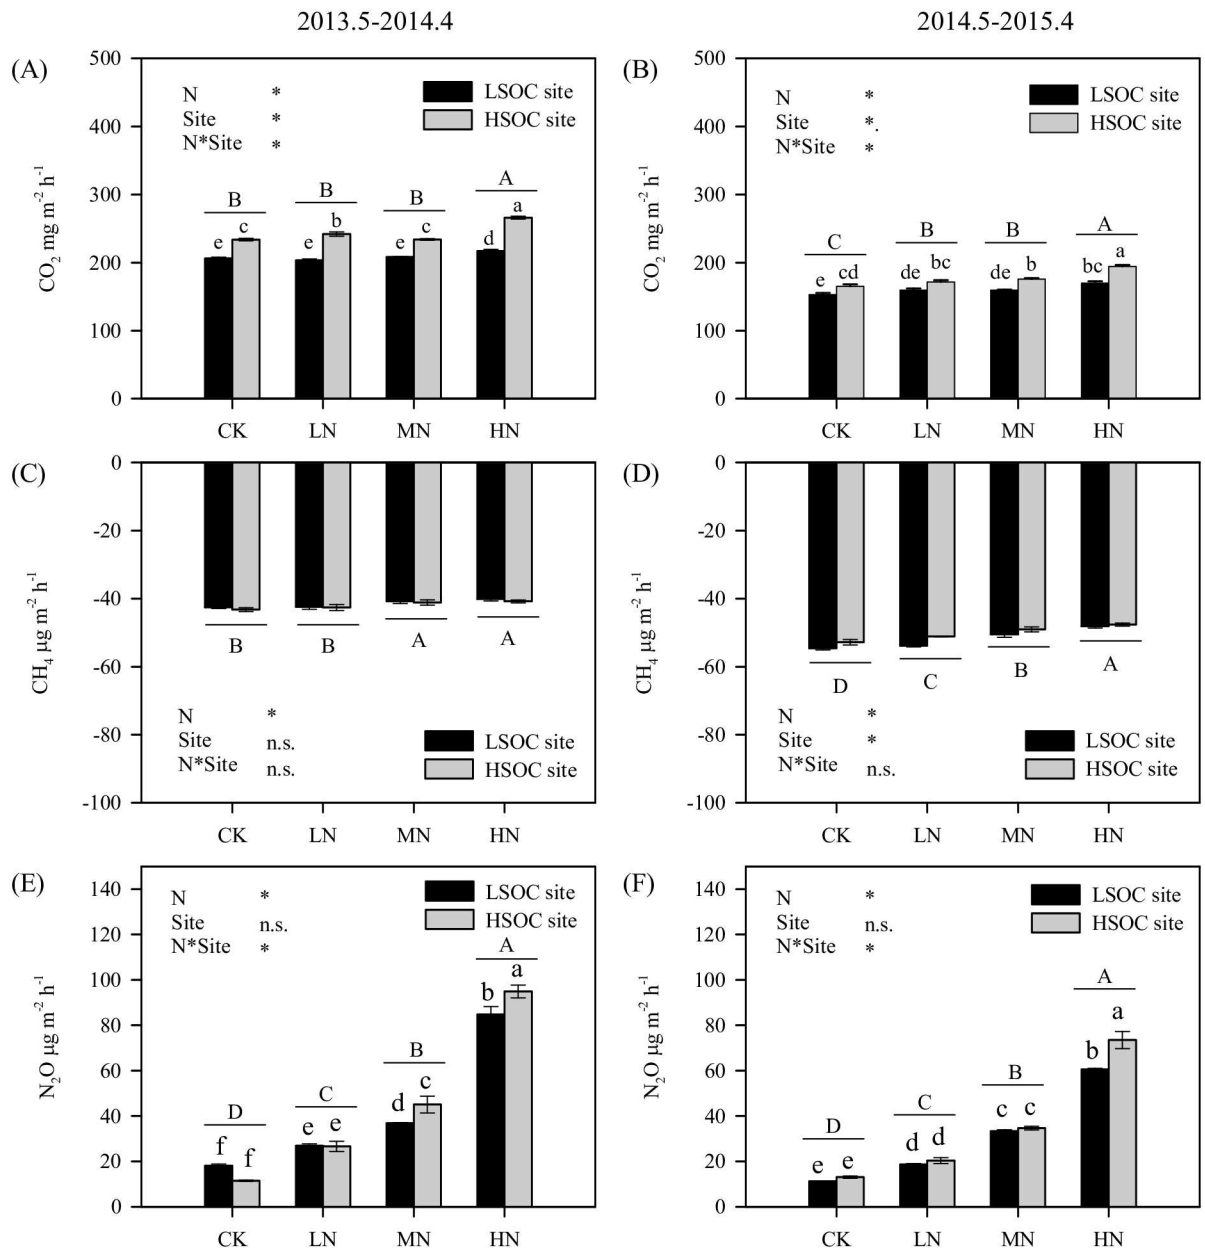 2013.5-2014.4 2014.5-2015.4
(A)
500
400
300
200
100
0
CO2 mg m-2 h-1
N *
Site *
N*Site *
LSOC site
HSOC site
B B B A
e c e b e c d a
CK LN MN HN
(B)
500
400
300
200
100
0
CO2 mg m-2 h-1
N *
Site *.
N*Site *
LSOC site
HSOC site
C B B A
e cd de bc de b bc a
CK LN MN HN
(C)
0
-20
-40
-60
-80
-100
CH4 µg m-2 h-1
B B A A
N *
Site n.s.
N*Site n.s.
LSOC site
HSOC site
CK LN MN HN
(D)
0
-20
-40
-60
-80
-100
CH4 µg m-2 h-1
D C B A
N *
Site *
N*Site n.s.
LSOC site
HSOC site
CK LN MN HN
(E)
140
120
100
80
60
40
20
0
N2O µg m-2 h-1
N *
Site n.s.
N*Site *
LSOC site
HSOC site
D C B A
f f e e d c b a
CK LN MN HN
(F)
140
120
100
80
60
40
20
0
N2O µg m-2 h-1
N *
Site n.s.
N*Site *
LSOC site
HSOC site
D C B A
e e d d c c b a
CK LN MN HN